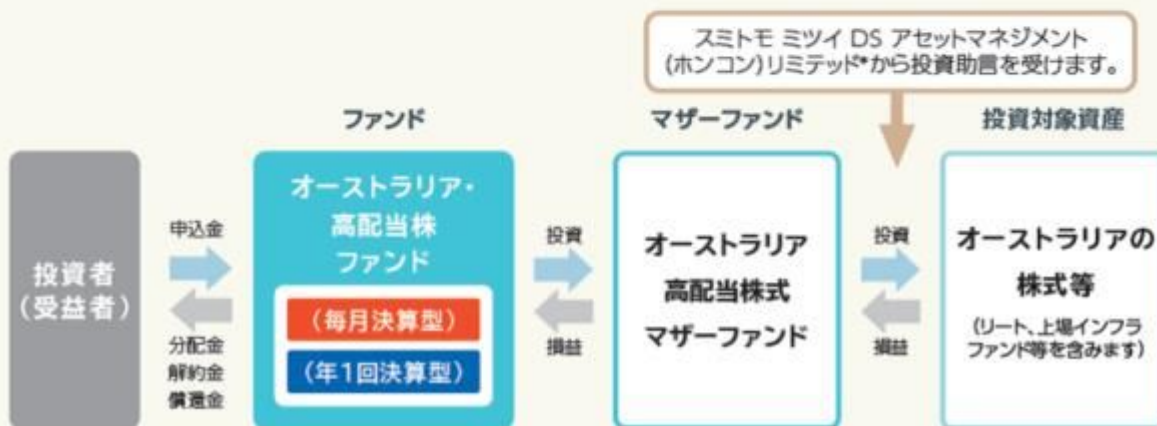 スミトモ ミツイ DS アセットマネジメント
(ホンコン)リミテッド*から投資助言を受けます。
ファンド
マザーファンド
投資対象資産
投資者
(受益者)
申込金
分配金
解約金
償還金
オーストラリア・
高配当株
ファンド
(毎月決算型)
(年1回決算型)
投資
損益
オーストラリア
高配当株式
マザーファンド
投資
損益
オーストラリアの
株式等
(リート、上場インフラ
ファンド等を含みます)